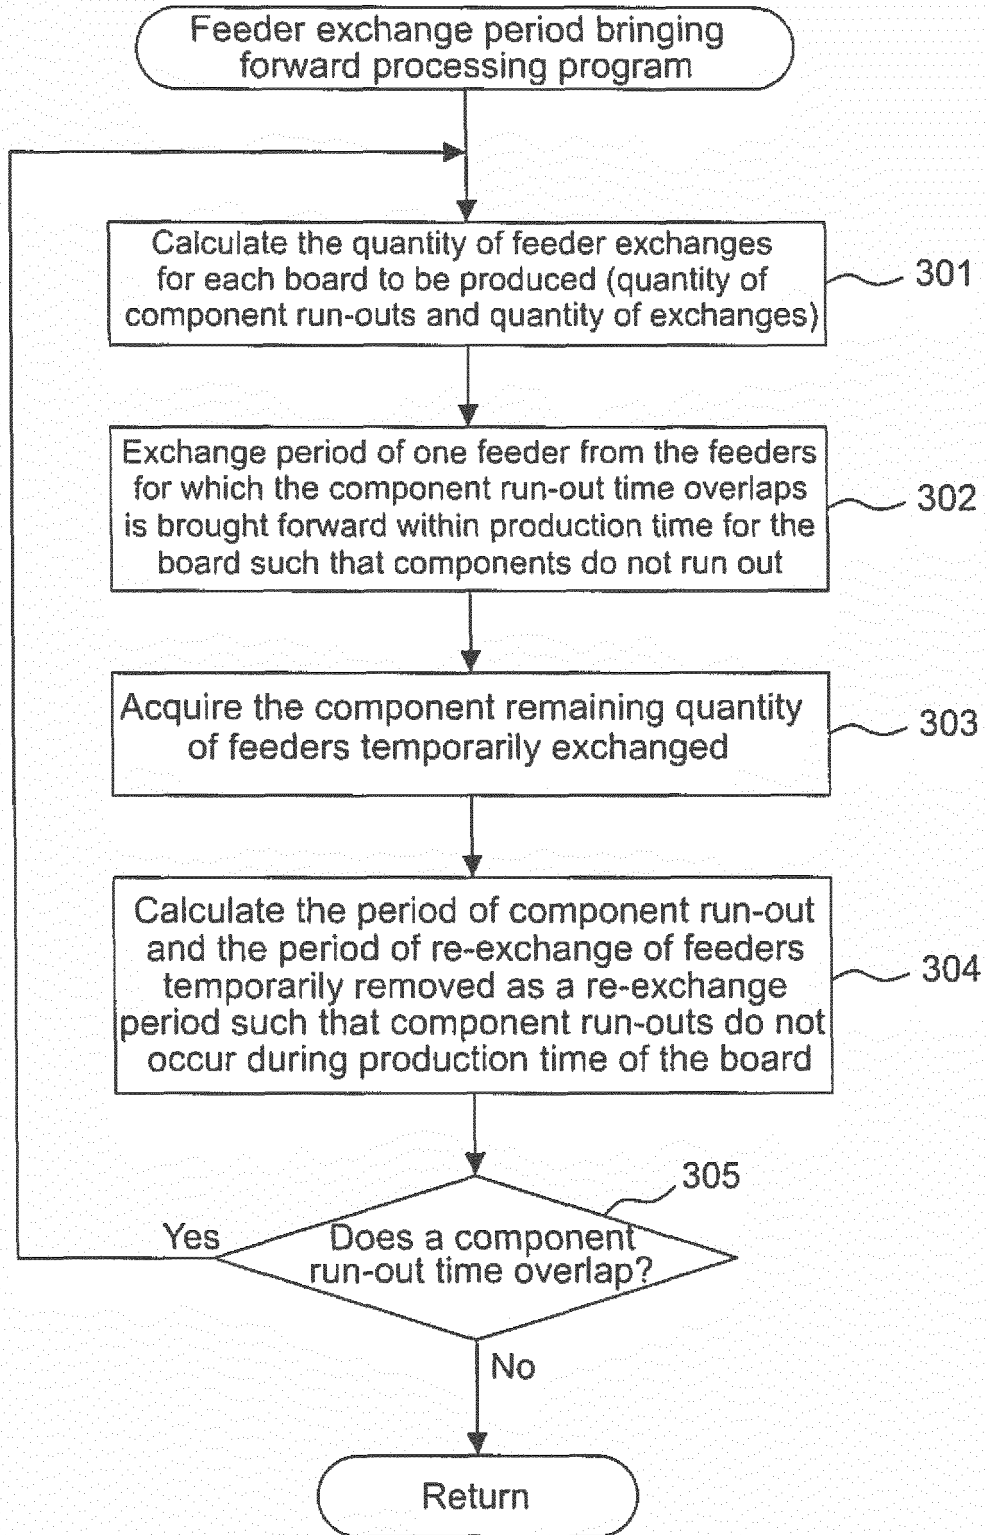 Feeder exchange period bringing
forward processing program
Calculate the quantity of feeder exchanges
for each board to be produced (quantity of
component run-outs and quantity of exchanges)
301
Exchange period of one feeder from the feeders
for which the component run-out time overlaps
is brought forward within production time for the
board such that components do not run out
302
Acquire the component remaining quantity
of feeders temporarily exchanged
303
Calculate the period of component run-out
and the period of re-exchange of feeders
temporarily removed as a re-exchange
period such that component run-outs do not
occur during production time of the board
304
305
Yes
Does a component
run-out time overlap?
No
Return